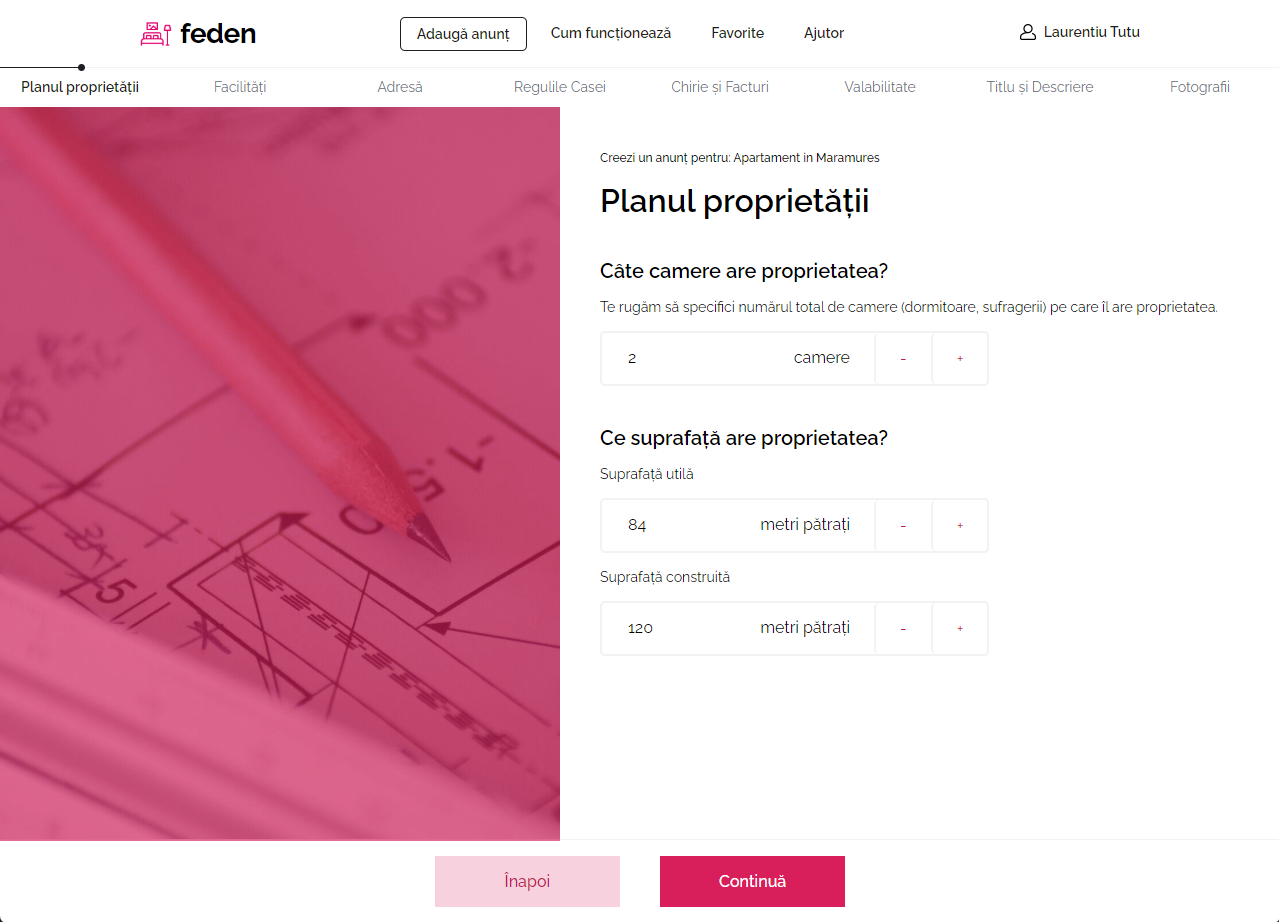 feden
Adaugă anunț
Cum funcționează
Favorite
Ajutor
Laurentiu Tutu
Planul proprietății
Facilități
Adresă
Regulile Casei
Chirie și Facturi
Valabilitate
Titlu și Descriere
Fotografii
Creezi un anunț pentru: Apartament in Maramures
Planul proprietății
Câte camere are proprietatea?
Te rugăm să specifici numărul total de camere (dormitoare, sufragerii) pe care îl are proprietatea.
2 camere - +
Ce suprafață are proprietatea?
Suprafață utilă
84 metri pătrați - +
Suprafață construită
120 metri pătrați - +
-2.000
Înapoi
Continuă